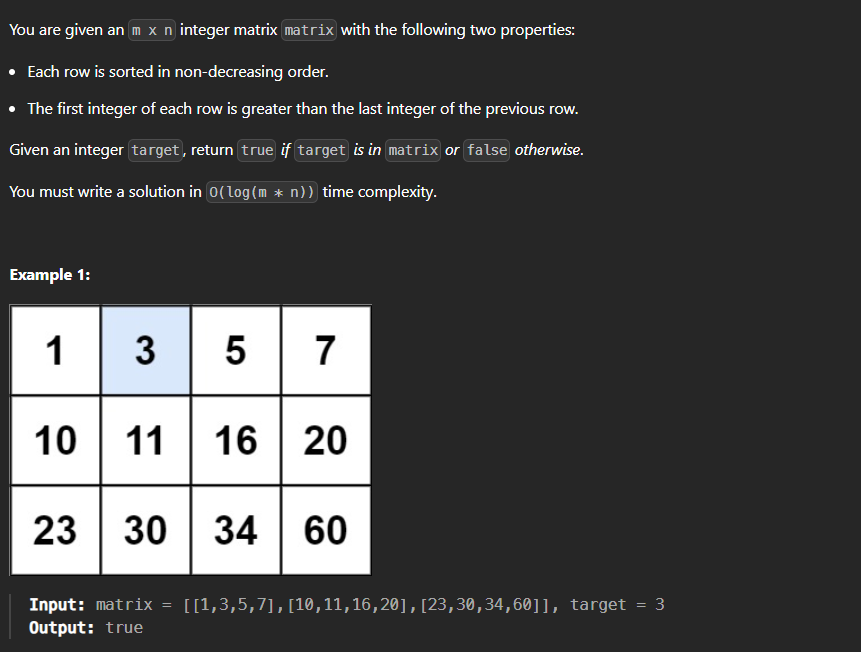 You are given an m x n integer matrix matrix with the following two properties:
• Each row is sorted in non-decreasing order.
• The first integer of each row is greater than the last integer of the previous row.
Given an integer target, return true if target is in matrix or false otherwise.
You must write a solution in O(log(m * n)) time complexity.
Example 1:
1 3 5 7
10 11 16 20
23 30 34 60
Input: matrix = [[1,3,5,7],[10,11,16,20],[23,30,34,60]], target = 3
Output: true